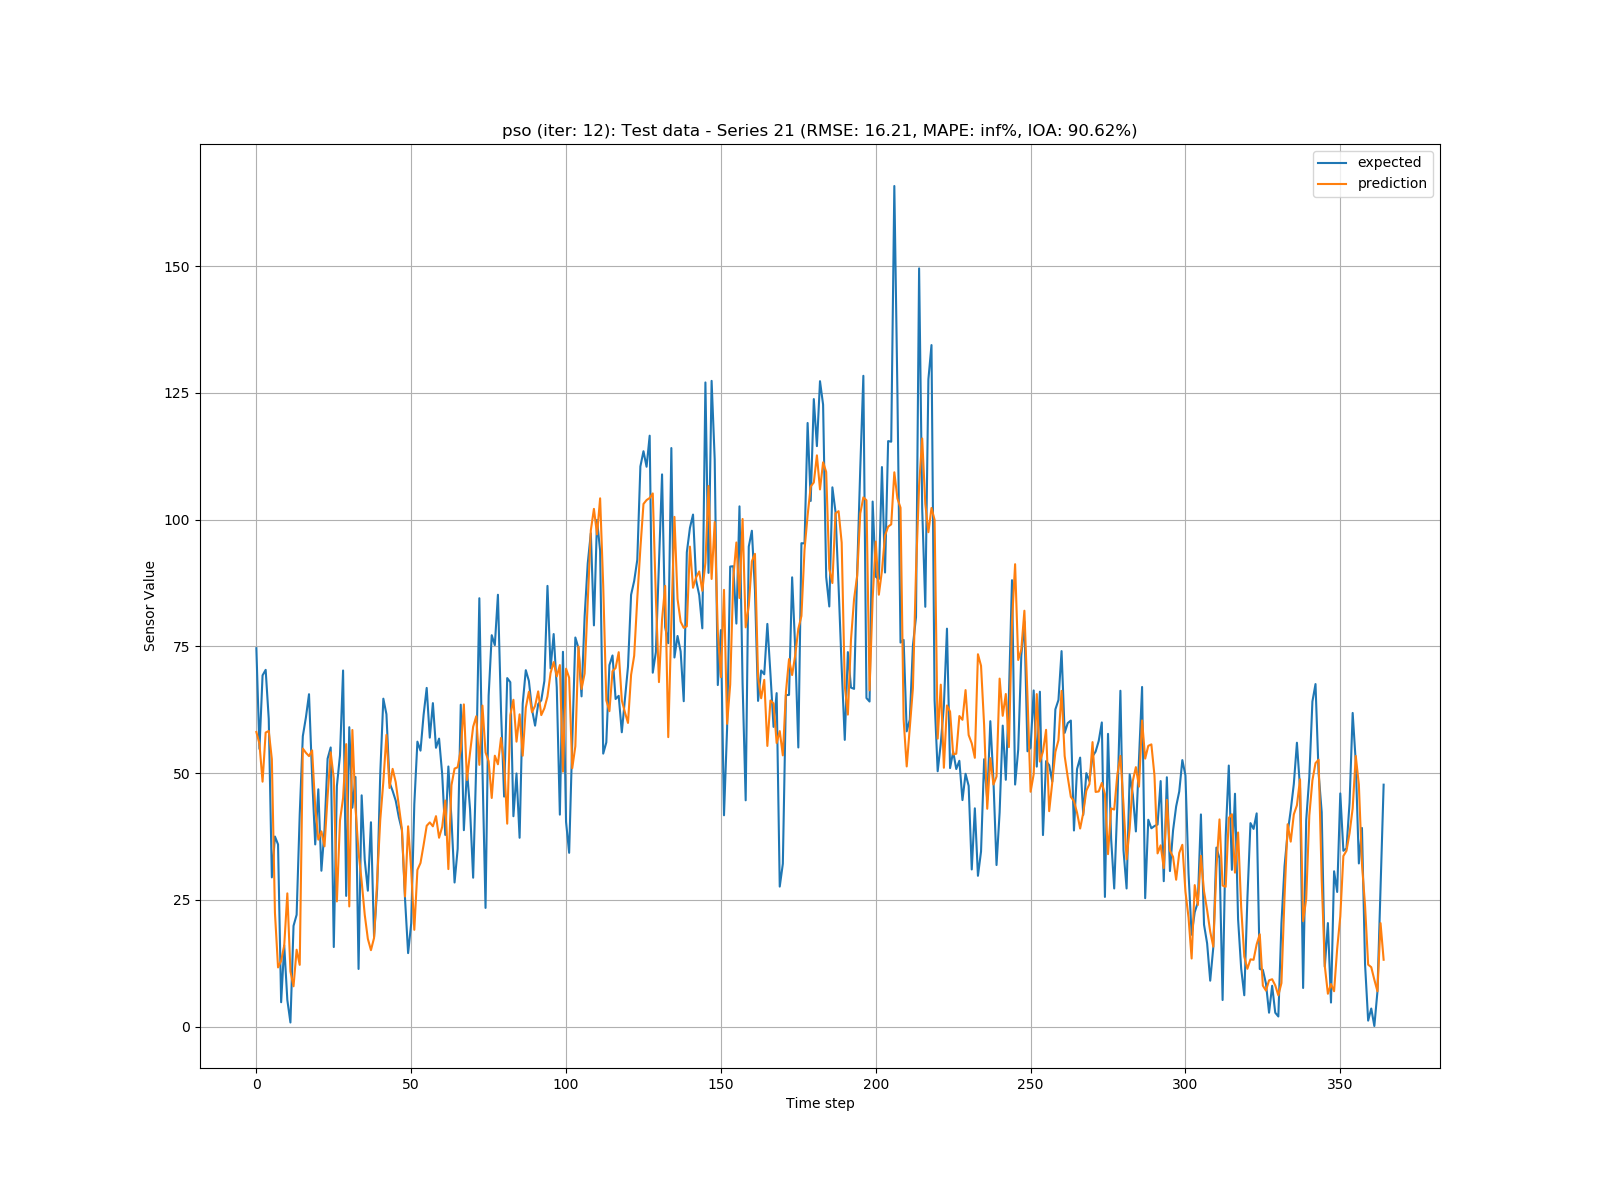 pso (iter: 12): Test data - Series 21 (RMSE: 16.21, MAPE: inf%, IOA: 90.62%)
expected
prediction
150
125
100
75
50
25
0
Sensor Value
0 50 100 150 200 250 300 350
Time step